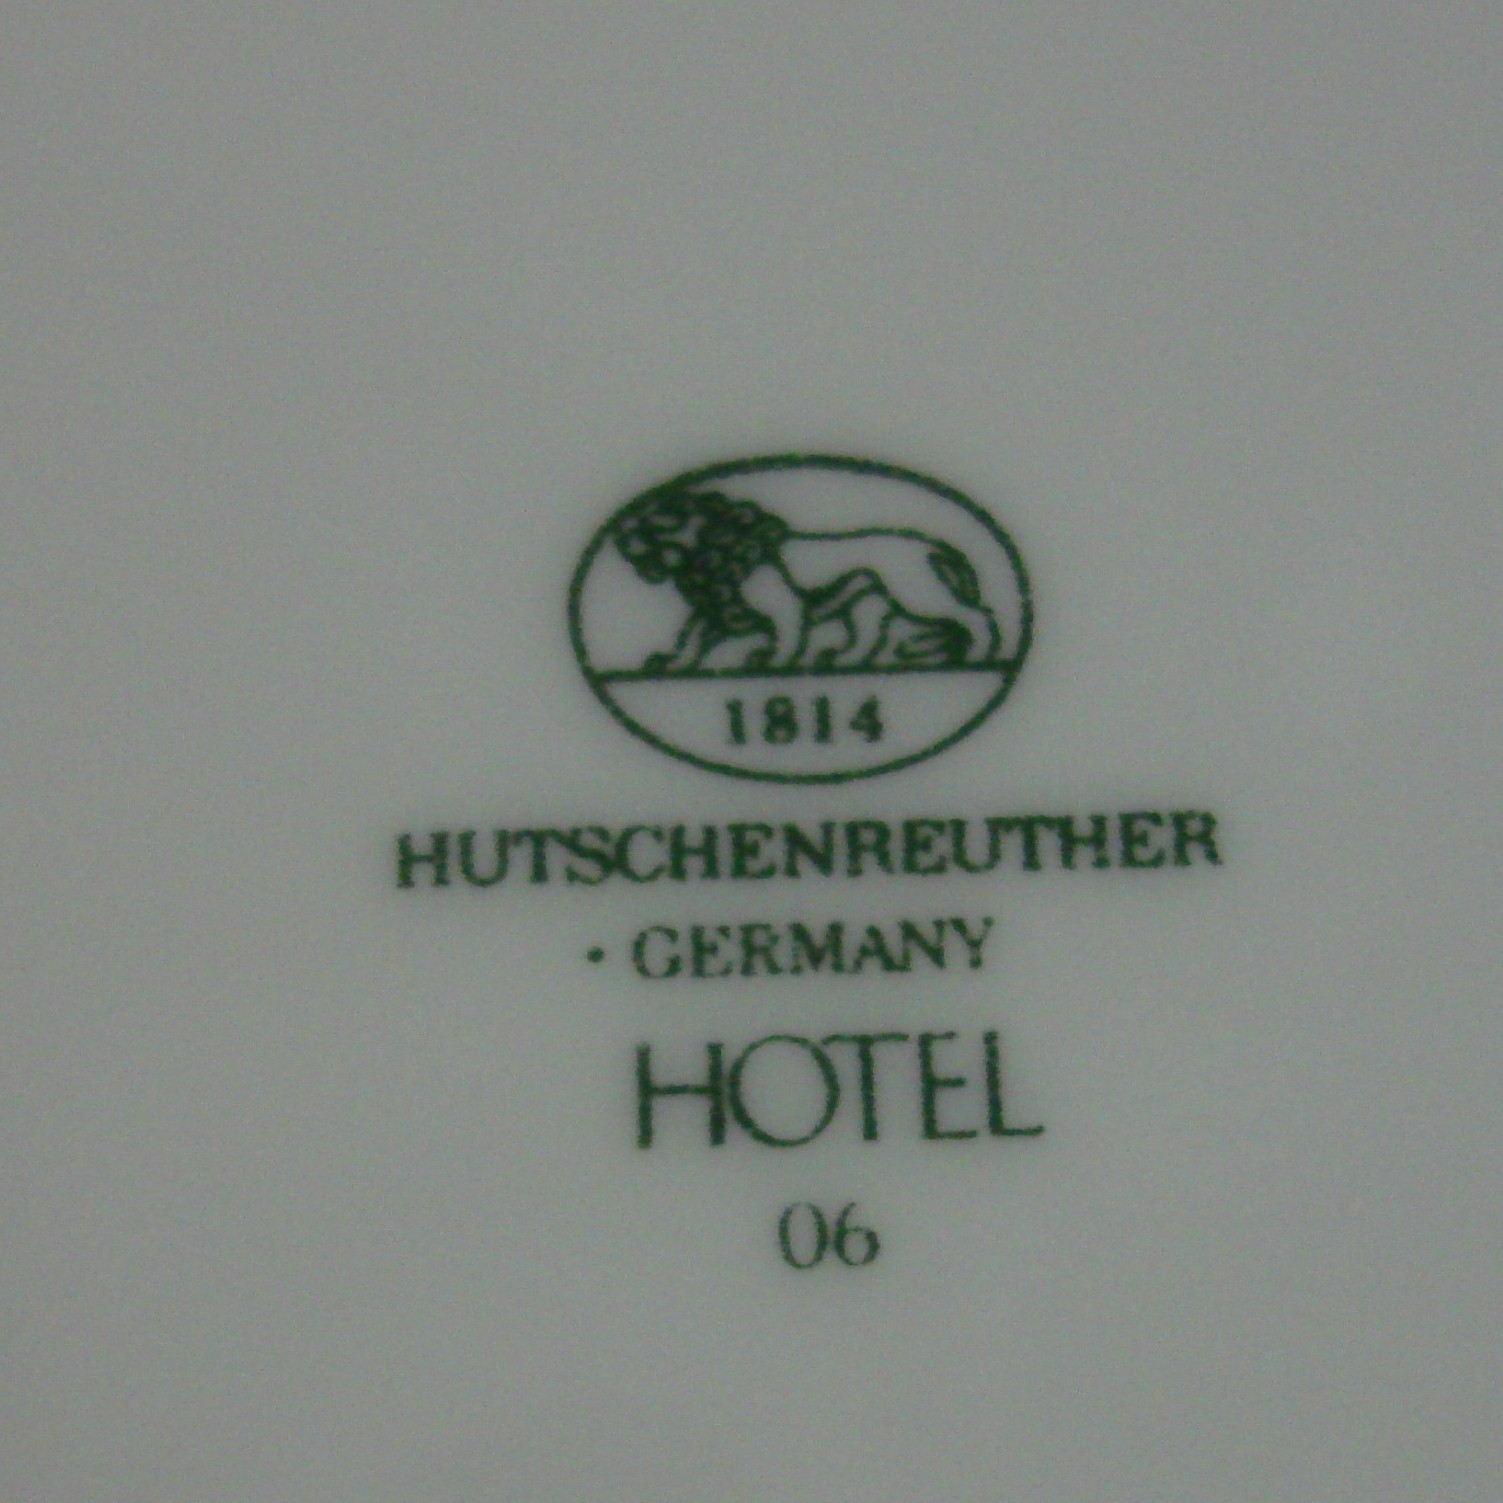 1814
HUTSCHENREUTHER
· GERMANY
HOTEL
06